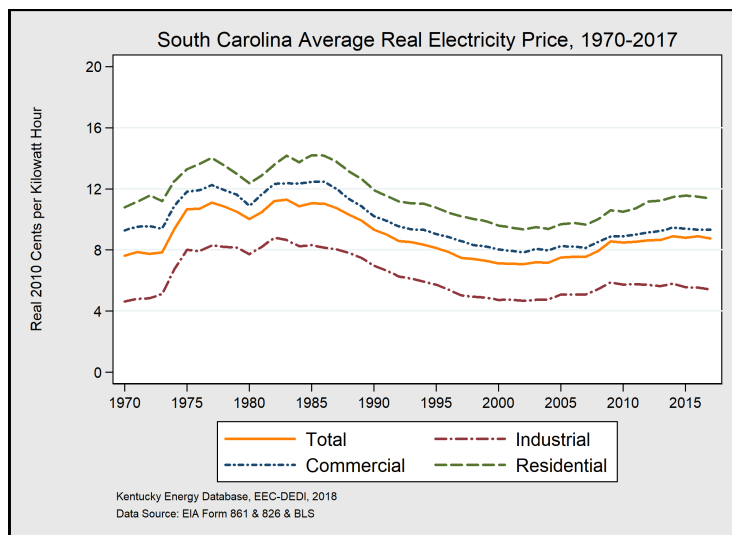 South Carolina Average Real Electricity Price, 1970-2017
Real 2010 Cents per Kilowatt Hour
20
16
12
8
4
0
1970 1975 1980 1985 1990 1995 2000 2005 2010 2015
Total Industrial
Commercial Residential
Kentucky Energy Database, EEC-DEDI, 2018
Data Source: EIA Form 861 & 826 & BLS